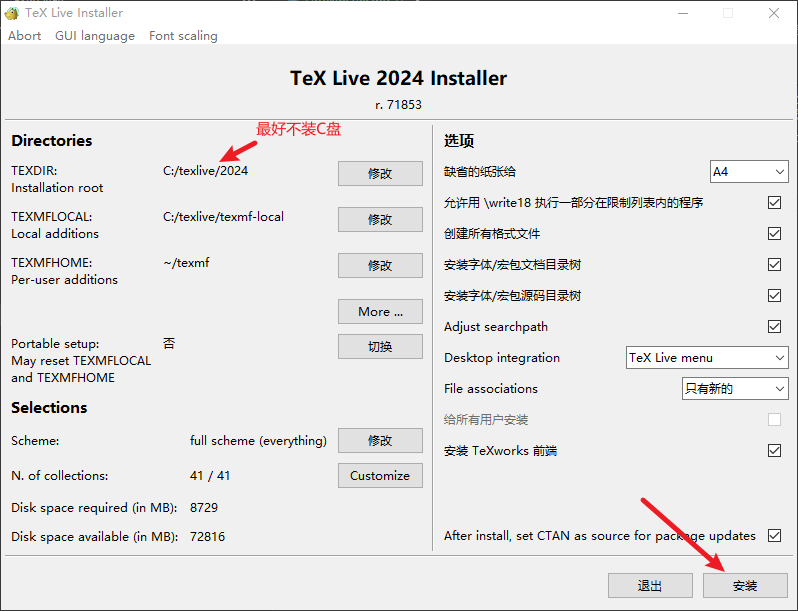 TeX Live Installer
Abort GUI language Font scaling
TeX Live 2024 Installer
r. 71853
最好不装C盘
Directories
TEXDIR: C:/texlive/2024 修改
Installation root
TEXMFLOCAL: C:/texlive/texmf-local 修改
Local additions
TEXMFHOME: ~/texmf 修改
Per-user additions
More ...
Portable setup: 否 切换
May reset TEXMFLOCAL
and TEXMFHOME
Selections
Scheme: full scheme (everything) 修改
N. of collections: 41 / 41 Customize
Disk space required (in MB): 8729
Disk space available (in MB): 72816
选项
缺省的纸张给 A4
允许用 \write18 执行一部分在限制列表内的程序
创建所有格式文件
安装字体/宏包文档目录树
安装字体/宏包源码目录树
Adjust searchpath
Desktop integration TeX Live menu
File associations 只有新的
给所有用户安装
安装 TeXworks 前端
After install, set CTAN as source for package updates
退出 安装